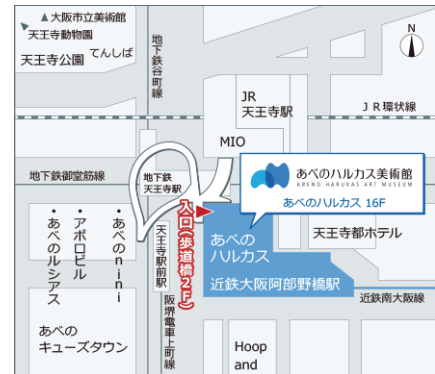 ▲大阪市立美術館
天王寺動物園
てんしば
天王寺公園
地下鉄谷町線
N
JR
天王寺駅
JR環状線
MIO
地下鉄御堂筋線
地下鉄
天王寺駅
あべのハルカス美術館
ABENO HARUKAS ART MUSEUM
あべのハルカス 16F
入口(歩道橋2F)
・あべのnini
・アポロビル
・あべのルシアス
天王寺駅前駅
あべの
ハルカス
天王寺都ホテル
近鉄大阪阿部野橋駅
近鉄南大阪線
阪堺電車上町線
あべの
キューズタウン
Hoop
and